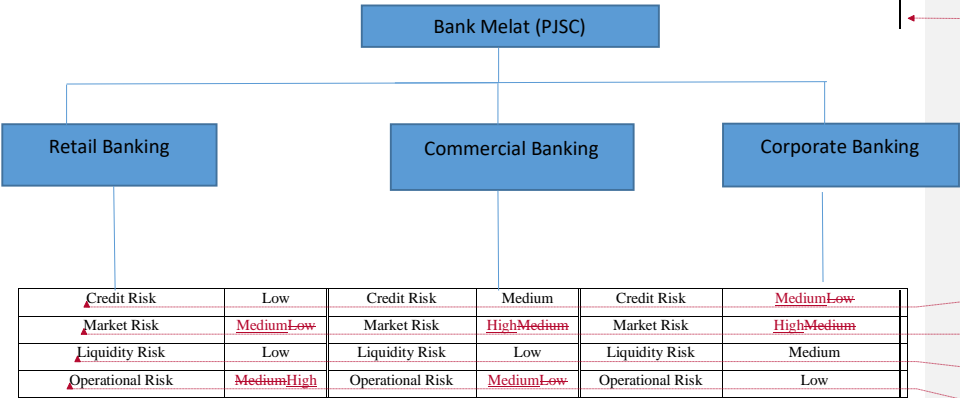 Bank Melat (PJSC)
Retail Banking
Commercial Banking
Corporate Banking
Credit Risk Low Credit Risk Medium Credit Risk MediumLow
Market Risk MediumLow Market Risk HighMedium Market Risk HighMedium
Liquidity Risk Low Liquidity Risk Low Liquidity Risk Medium
Operational Risk MediumHigh Operational Risk MediumLow Operational Risk Low